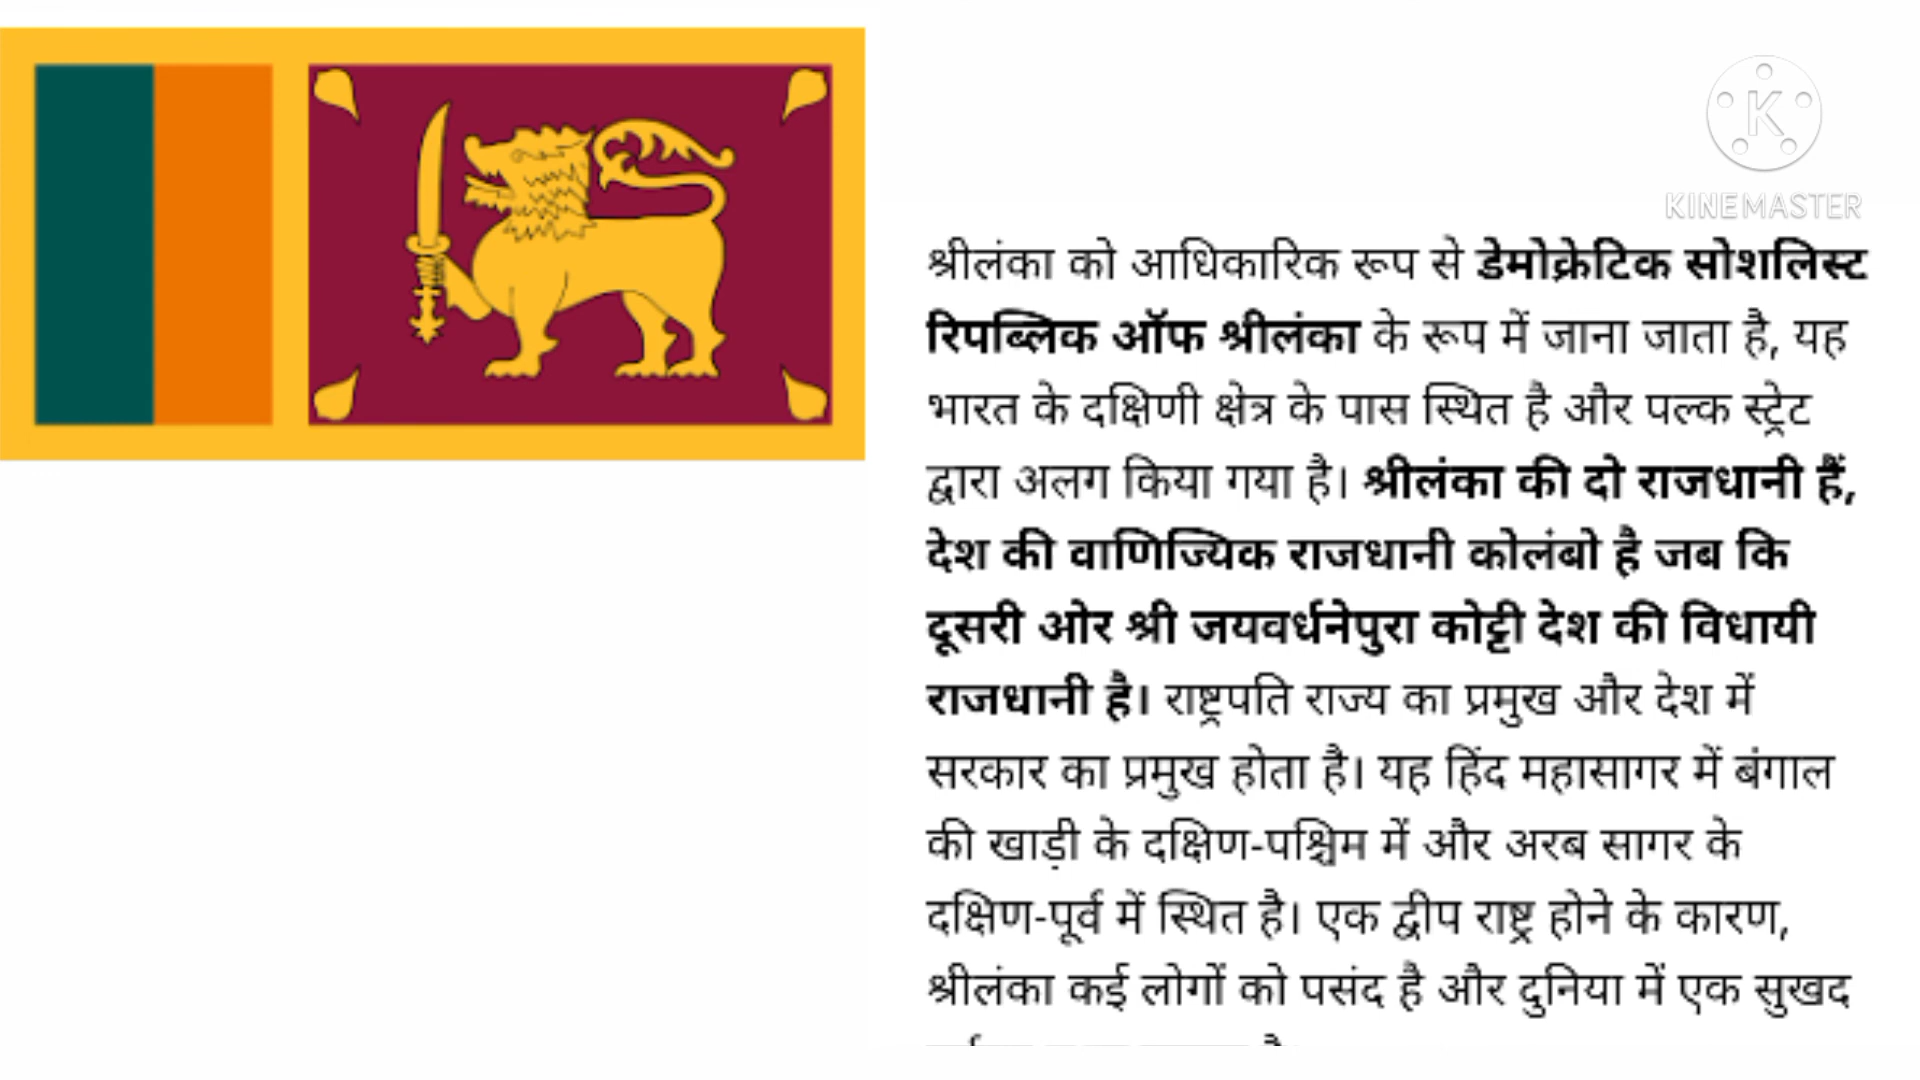 KINEMASTER
श्रीलंका को आधिकारिक रूप से डेमोक्रेटिक सोशलिस्ट
रिपब्लिक ऑफ श्रीलंका के रूप में जाना जाता है, यह
भारत के दक्षिणी क्षेत्र के पास स्थित है और पल्क स्ट्रेट
द्वारा अलग किया गया है। श्रीलंका की दो राजधानी हैं,
देश की वाणिज्यिक राजधानी कोलंबो है जब कि
दूसरी ओर श्री जयवर्धनेपुरा कोट्टी देश की विधायी
राजधानी है। राष्ट्रपति राज्य का प्रमुख और देश में
सरकार का प्रमुख होता है। यह हिंद महासागर में बंगाल
की खाड़ी के दक्षिण-पश्चिम में और अरब सागर के
दक्षिण-पूर्व में स्थित है। एक द्वीप राष्ट्र होने के कारण,
श्रीलंका कई लोगों को पसंद है और दुनिया में एक सुखद